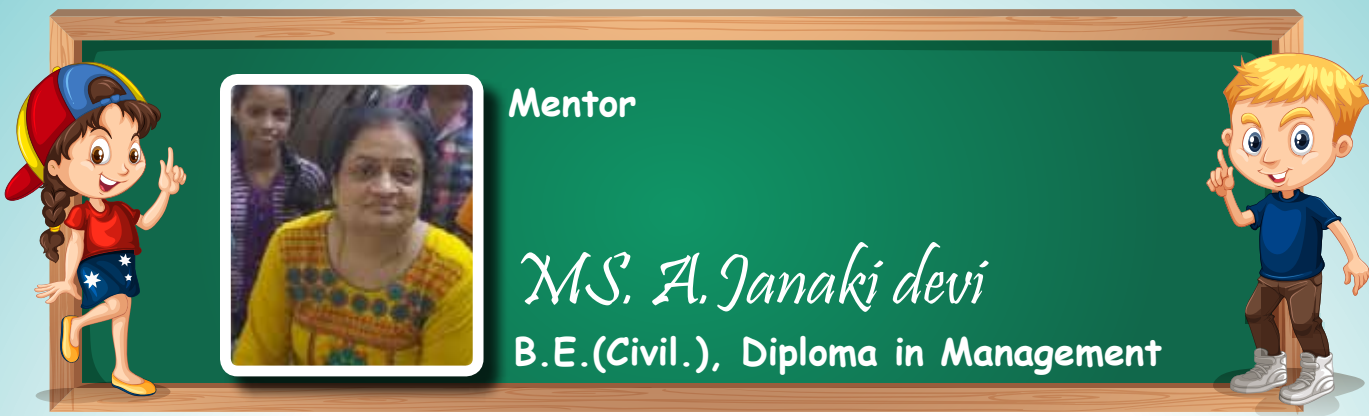 Mentor
MS. A. Janaki devi
B.E.(Civil.), Diploma in Management